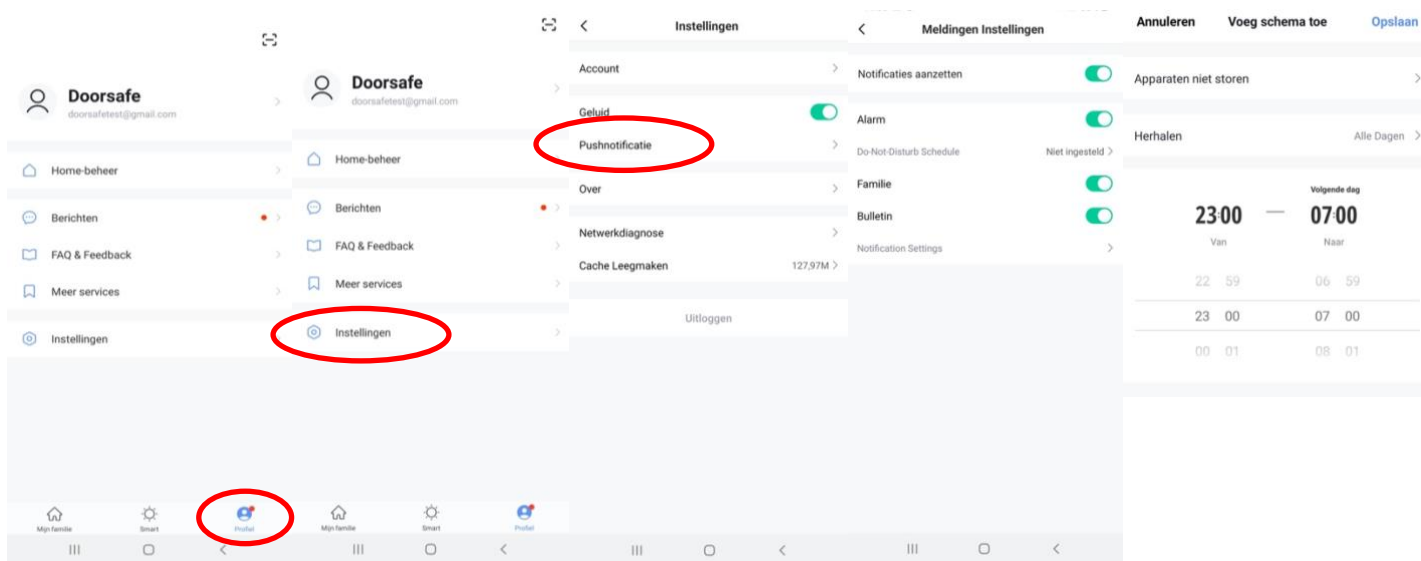 Doorsafe
doorsafetest@gmail.com
Home-beheer
Berichten
FAQ & Feedback
Meer services
Instellingen
Mijn familie
Smart
Profiel
Doorsafe
doorsafetest@gmail.com
Home-beheer
Berichten
FAQ & Feedback
Meer services
Instellingen
Mijn familie
Smart
Profiel
Instellingen
Account
Geluid
Pushnotificatie
Over
Netwerkdiagnose
Cache Leegmaken 127,97M
Uitloggen
Meldingen Instellingen
Notificaties aanzetten
Alarm
Do-Not-Disturb Schedule Niet ingesteld
Familie
Bulletin
Notification Settings
Annuleren Voeg schema toe Opslaan
Apparaten niet storen
Herhalen Alle Dagen
Volgende dag
23:00 — 07:00
Van Naar
22 59 06 59
23 00 07 00
00 01 08 01